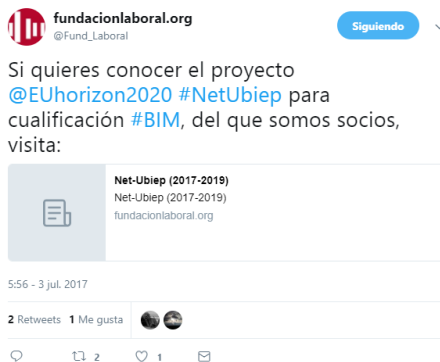 fundacionlaboral.org
@Fund_Laboral
Siguiendo
Si quieres conocer el proyecto
@EUhorizon2020 #NetUbiep para
cualificación #BIM, del que somos socios,
visita:
Net-Ubiep (2017-2019)
Net-Ubiep (2017-2019)
fundacionlaboral.org
5:56 - 3 jul. 2017
2 Retweets 1 Me gusta
2 1